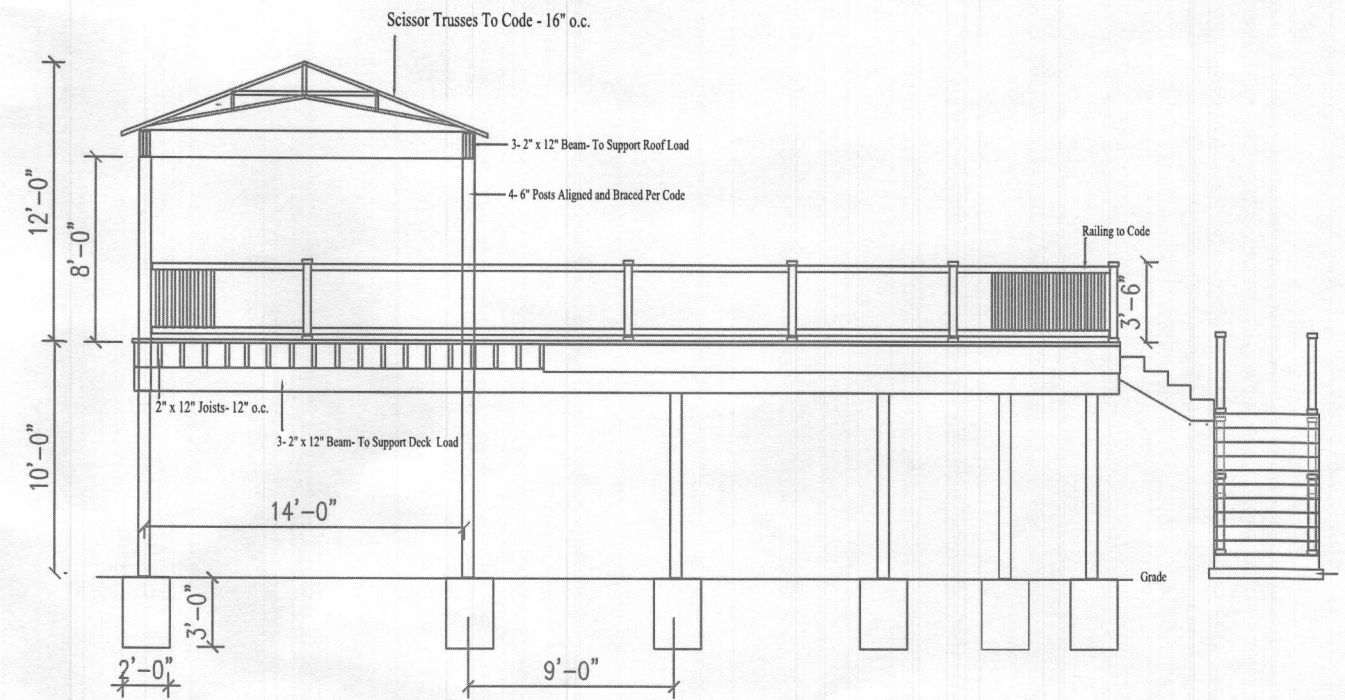 Scissor Trusses To Code - 16" o.c.
12'-0"
8'-0"
3- 2" x 12" Beam- To Support Roof Load
4- 6" Posts Aligned and Braced Per Code
Railing to Code
3'-6"
2" x 12" Joists- 12" o.c.
3- 2" x 12" Beam- To Support Deck Load
10'-0"
14'-0"
Grade
3'-0"
2'-0"
9'-0"